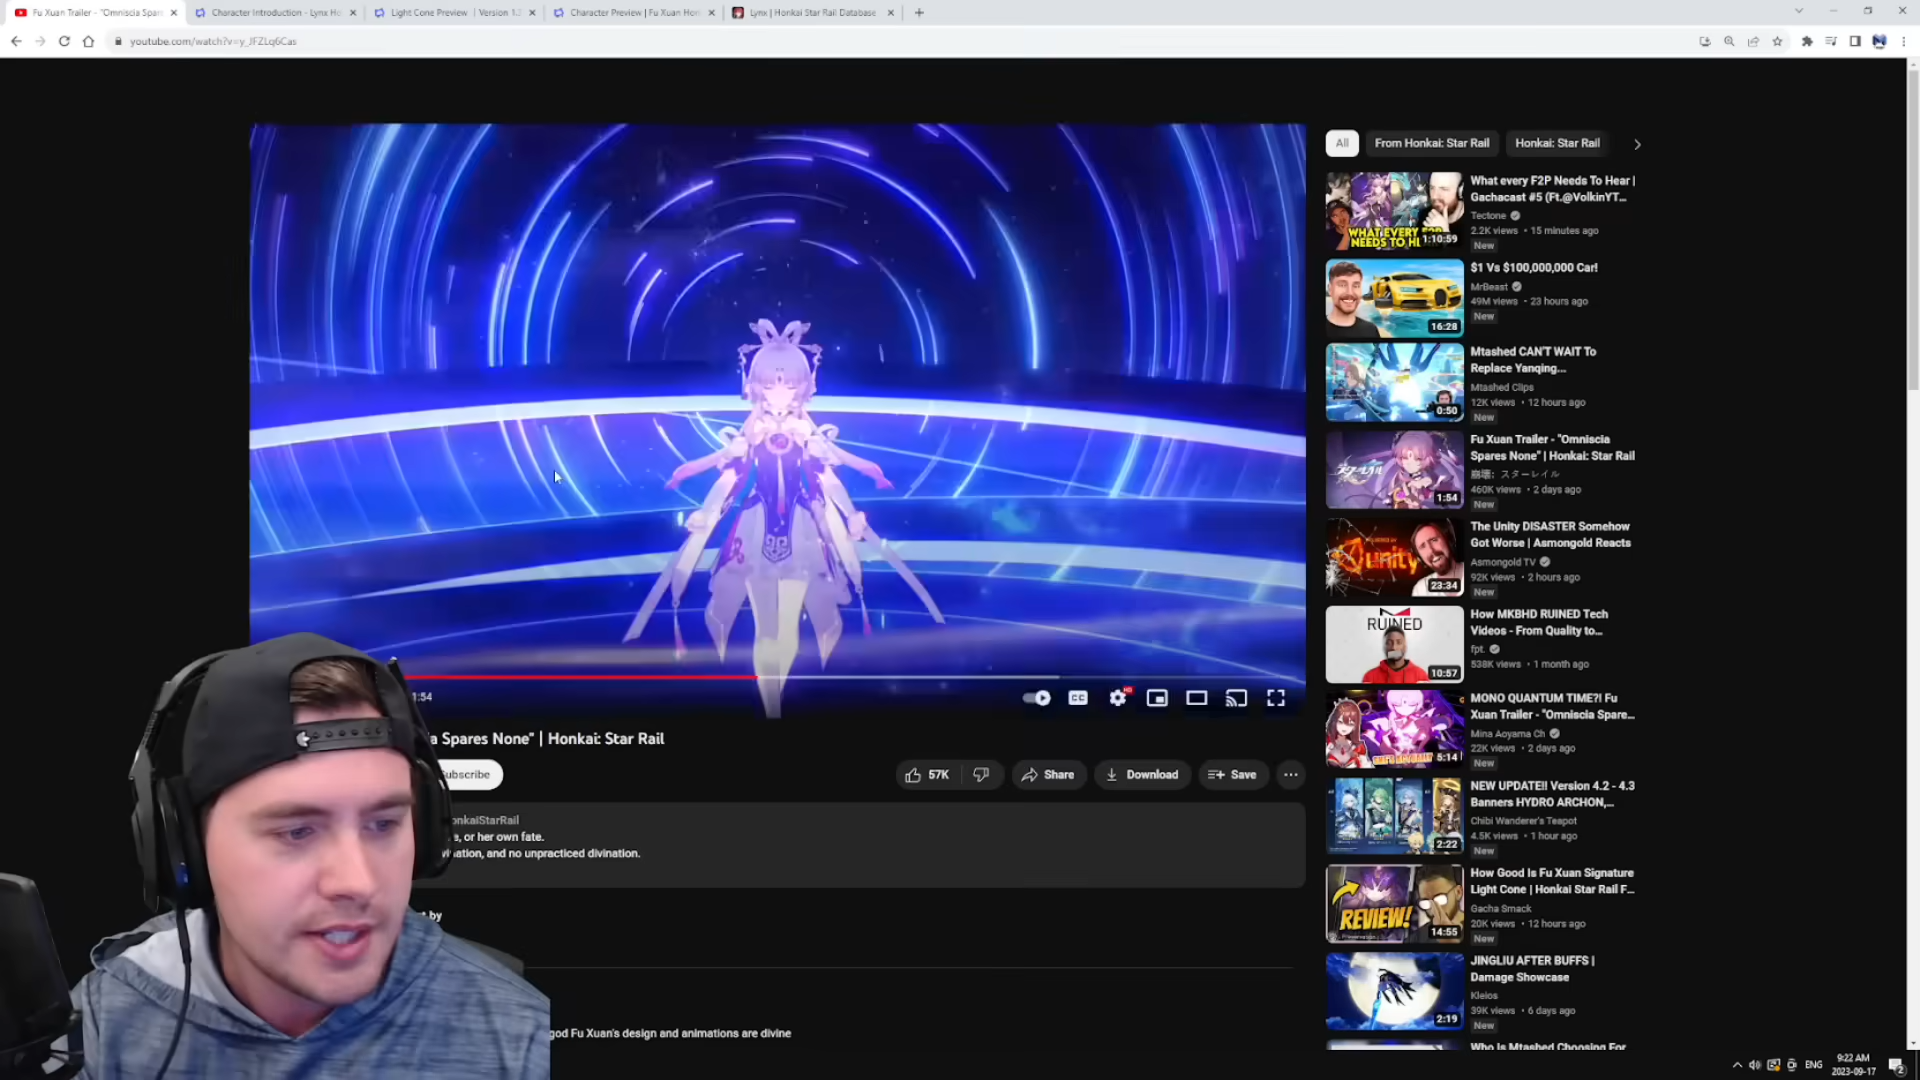 Fu Xuan Trailer - "Omniscia Spar
Character Introduction - Lynx Ho
Light Cone Preview | Version 1.3
Character Preview | Fu Xuan Hon
Lynx | Honkai Star Rail Database
youtube.com/watch?v=y_JFZLq6Cas
All
From Honkai: Star Rail
Honkai: Star Rail
WHAT EVERY F2P
NEEDS TO H
1:10:59
What every F2P Needs To Hear |
Gachacast #5 (Ft.@VolkinYT...
Tectone
2.2K views • 15 minutes ago
New
16:28
$1 Vs $100,000,000 Car!
MrBeast
49M views • 23 hours ago
New
0:50
Mtashed CAN'T WAIT To
Replace Yanqing...
Mtashed Clips
12K views • 12 hours ago
New
1:54
Fu Xuan Trailer - "Omniscia
Spares None" | Honkai: Star Rail
崩壊：スターレイル
460K views • 2 days ago
New
unity
23:34
The Unity DISASTER Somehow
Got Worse | Asmongold Reacts
Asmongold TV
92K views • 2 hours ago
New
RUINED
10:57
How MKBHD RUINED Tech
Videos - From Quality to...
fpt.
538K views • 1 month ago
5:14
MONO QUANTUM TIME?! Fu
Xuan Trailer - "Omniscia Spare...
Mina Aoyama Ch
22K views • 2 days ago
New
2:22
NEW UPDATE!! Version 4.2 - 4.3
Banners HYDRO ARCHON,...
Chibi Wanderer's Teapot
4.5K views • 1 hour ago
New
REVIEW!
14:55
How Good Is Fu Xuan Signature
Light Cone | Honkai Star Rail F...
Gacha Smack
20K views • 12 hours ago
New
2:19
JINGLIU AFTER BUFFS |
Damage Showcase
Kleios
39K views • 6 days ago
New
Who Is Mtashed Choosing For
1:54
CC
HD
a Spares None" | Honkai: Star Rail
ubscribe
57K
Share
Download
Save
onkaiStarRail
e, or her own fate.
vination, and no unpracticed divination.
t by
god Fu Xuan's design and animations are divine
ENG
9:22 AM
2023-09-17
2